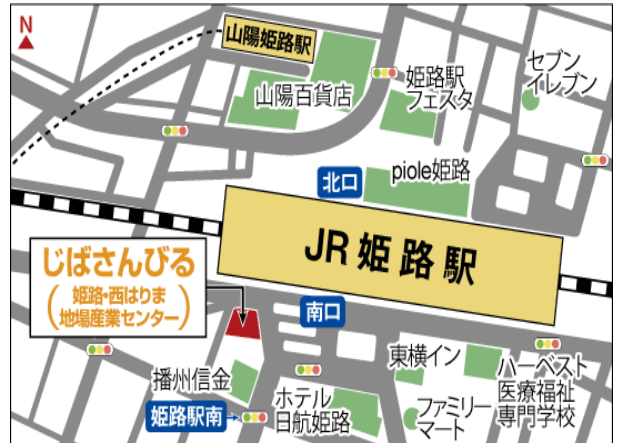 N
山陽姫路駅
山陽百貨店
姫路駅
フェスタ
セブン
イレブン
北口
piole姫路
JR姫路駅
じばさんびる
(姫路・西はりま
地場産業センター)
南口
播州信金
姫路駅南
ホテル
日航姫路
東横イン
ファミリー
マート
ハーベスト
医療福祉
専門学校